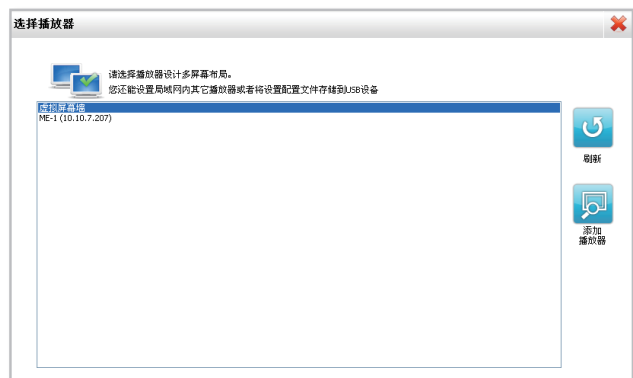 选择播放器
请选择播放器设计多屏幕布局。
您还能设置局域网内其它播放器或者将设置配置文件存储到USB设备
虚拟屏幕墙
ME-1 (10.10.7.207)
刷新
添加
播放器